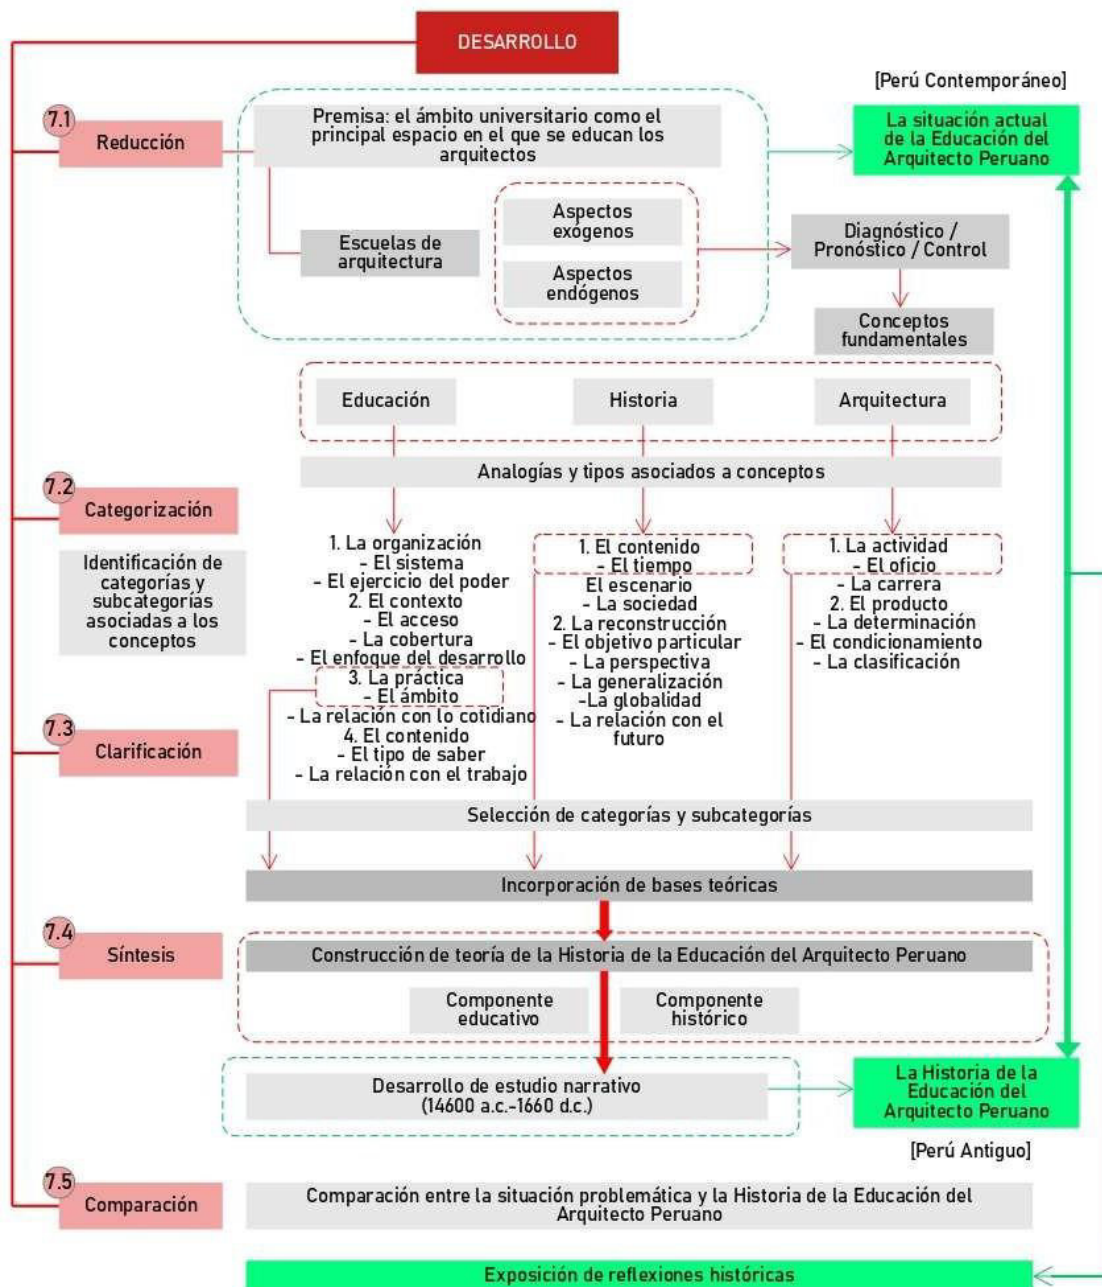 DESARROLLO
[Perú Contemporáneo]
7.1
Reducción
Premisa: el ámbito universitario como el
principal espacio en el que se educan los
arquitectos
La situación actual
de la Educación del
Arquitecto Peruano
Escuelas de
arquitectura
Aspectos
exógenos
Aspectos
endógenos
Diagnóstico /
Pronóstico / Control
Conceptos
fundamentales
Educación
Historia
Arquitectura
Analogías y tipos asociados a conceptos
7.2
Categorización
Identificación de
categorías y
subcategorías
asociadas a los
conceptos
1. La organización
- El sistema
- El ejercicio del poder
2. El contexto
- El acceso
- La cobertura
- El enfoque del desarrollo
3. La práctica
- El ámbito
- La relación con lo cotidiano
4. El contenido
- El tipo de saber
- La relación con el trabajo
1. El contenido
- El tiempo
El escenario
- La sociedad
2. La reconstrucción
- El objetivo particular
- La perspectiva
- La generalización
-La globalidad
- La relación con el
futuro
1. La actividad
- El oficio
- La carrera
2. El producto
- La determinación
- El condicionamiento
- La clasificación
7.3
Clarificación
Selección de categorías y subcategorías
Incorporación de bases teóricas
7.4
Síntesis
Construcción de teoría de la Historia de la Educación del Arquitecto Peruano
Componente
educativo
Componente
histórico
Desarrollo de estudio narrativo
(14600 a.c.-1660 d.c.)
La Historia de la
Educación del
Arquitecto Peruano
[Perú Antiguo]
7.5
Comparación
Comparación entre la situación problemática y la Historia de la Educación del
Arquitecto Peruano
Exposición de reflexiones históricas